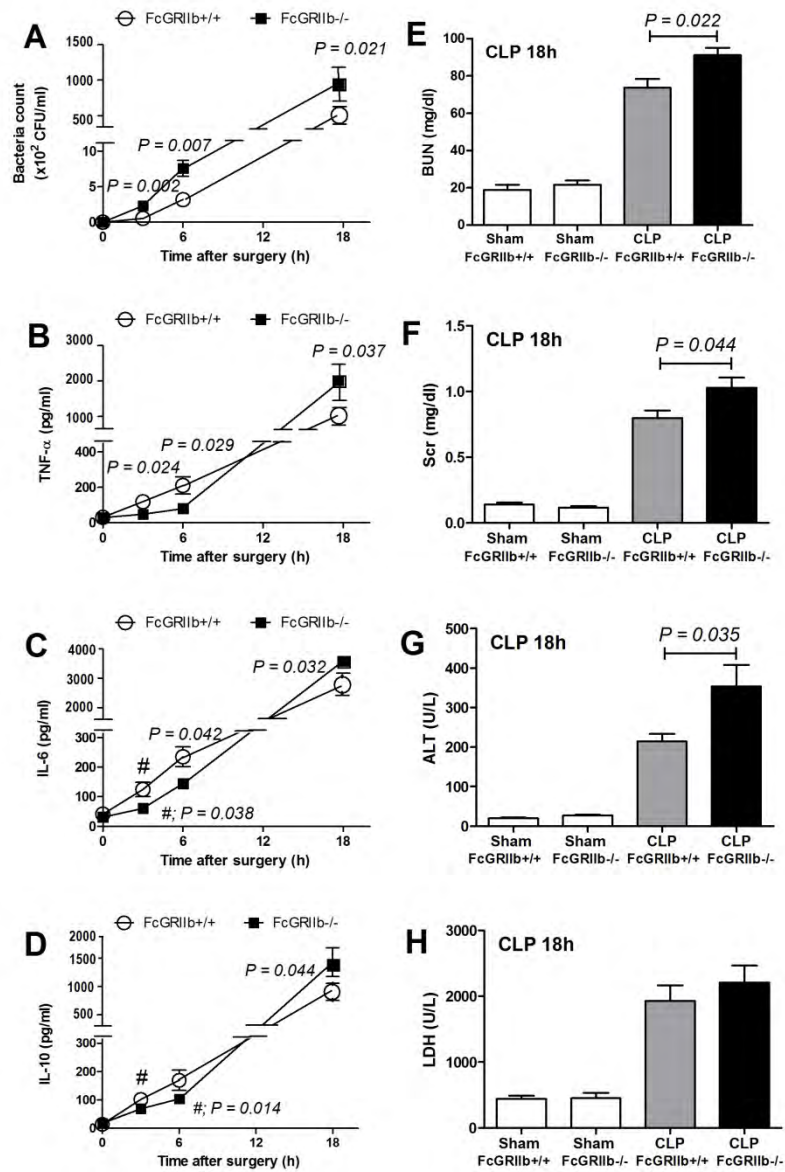 A
FcGRIIb+/+ FcGRIIb-/-
Bacteria count
(x10² CFU/ml)
1500
1000
500
10
5
0
P = 0.021
P = 0.007
P = 0.002
0 6 12 18
Time after surgery (h)
B
FcGRIIb+/+ FcGRIIb-/-
TNF-α (pg/ml)
3000
2000
1000
400
200
0
P = 0.037
P = 0.029
P = 0.024
0 6 12 18
Time after surgery (h)
C
FcGRIIb+/+ FcGRIIb-/-
IL-6 (pg/ml)
4000
3000
2000
300
200
100
0
P = 0.032
P = 0.042
#
#; P = 0.038
0 6 12 18
Time after surgery (h)
D
FcGRIIb+/+ FcGRIIb-/-
IL-10 (pg/ml)
2000
1500
1000
500
300
200
100
0
P = 0.044
#
#; P = 0.014
0 6 12 18
Time after surgery (h)
E
CLP 18h
P = 0.022
BUN (mg/dl)
100
80
60
40
20
0
Sham Sham CLP CLP
FcGRIIb+/+ FcGRIIb-/- FcGRIIb+/+ FcGRIIb-/-
F
CLP 18h
P = 0.044
Scr (mg/dl)
1.5
1.0
0.5
0.0
Sham Sham CLP CLP
FcGRIIb+/+ FcGRIIb-/- FcGRIIb+/+ FcGRIIb-/-
G
CLP 18h
P = 0.035
ALT (U/L)
500
400
300
200
100
0
Sham Sham CLP CLP
FcGRIIb+/+ FcGRIIb-/- FcGRIIb+/+ FcGRIIb-/-
H
CLP 18h
LDH (U/L)
3000
2000
1000
0
Sham Sham CLP CLP
FcGRIIb+/+ FcGRIIb-/- FcGRIIb+/+ FcGRIIb-/-